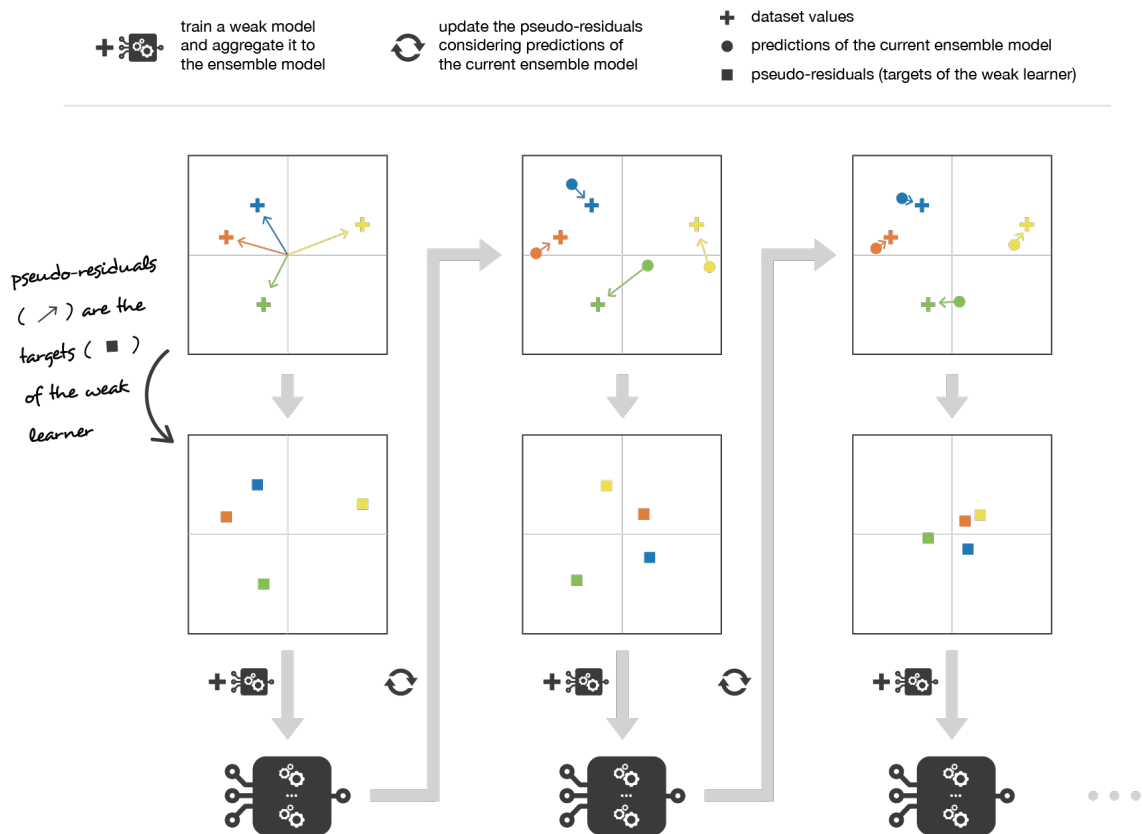 train a weak model
and aggregate it to
the ensemble model
update the pseudo-residuals
considering predictions of
the current ensemble model
dataset values
predictions of the current ensemble model
pseudo-residuals (targets of the weak learner)
pseudo-residuals
( ↗ ) are the
targets ( ■ )
of the weak
learner
...
...
...